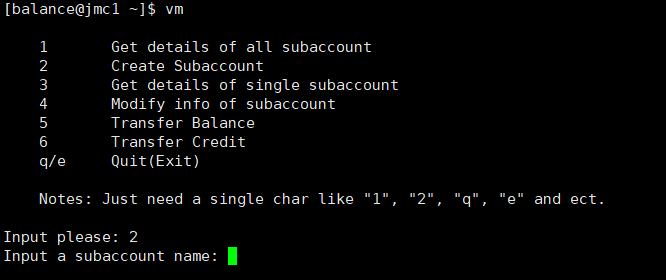 [balance@jmc1 ~]$ vm
1 Get details of all subaccount
2 Create Subaccount
3 Get details of single subaccount
4 Modify info of subaccount
5 Transfer Balance
6 Transfer Credit
q/e Quit(Exit)
Notes: Just need a single char like "1", "2", "q", "e" and ect.
Input please: 2
Input a subaccount name: